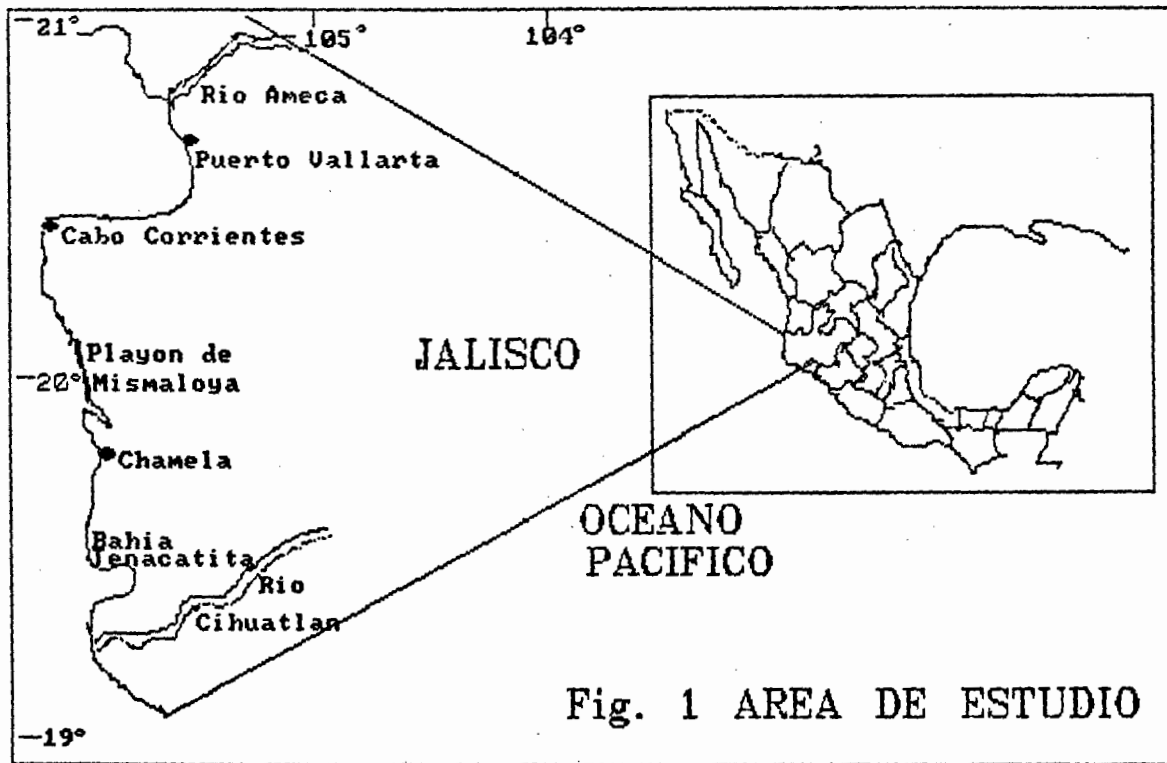 21°
105°
104°
Rio Ameca
Puerto Vallarta
Cabo Corrientes
Playon de
Mismaloya
20°
JALISCO
Chamela
OCEANO
PACIFICO
Bahia
Tenacatita
Rio
Cihuatlan
Fig. 1 AREA DE ESTUDIO
19°